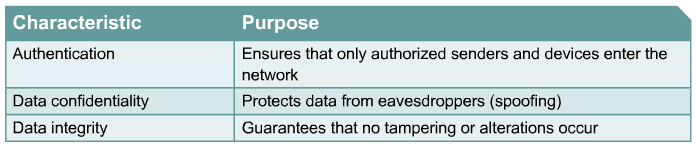 Characteristic Purpose
Authentication Ensures that only authorized senders and devices enter the
network
Data confidentiality Protects data from eavesdroppers (spoofing)
Data integrity Guarantees that no tampering or alterations occur